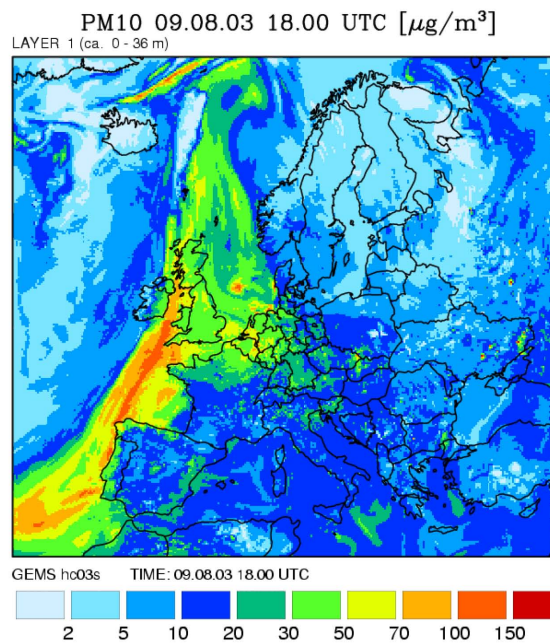 PM10 09.08.03 18.00 UTC [μg/m³]
LAYER 1 (ca. 0 - 36 m)
GEMS hc03s TIME: 09.08.03 18.00 UTC
2 5 10 20 30 50 70 100 150